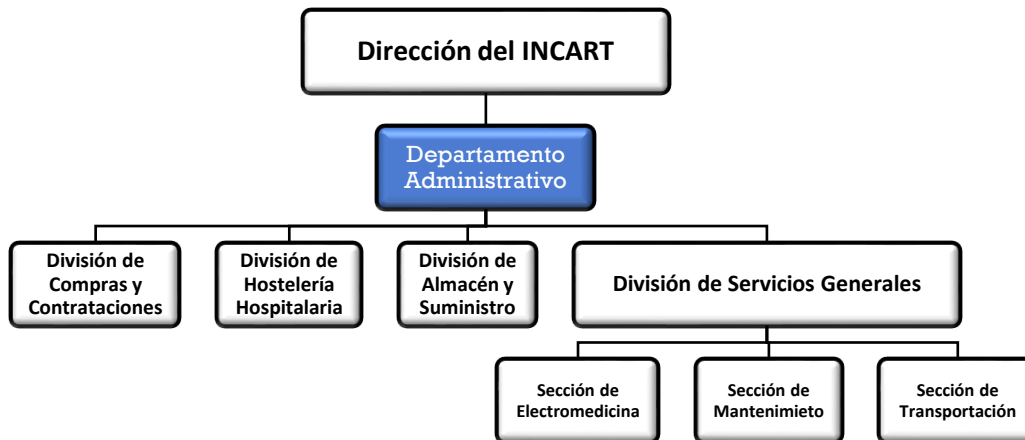 Dirección del INCART
Departamento
Administrativo
División de
Compras y
Contrataciones
División de
Hostelería
Hospitalaria
División de
Almacén y
Suministro
División de Servicios Generales
Sección de
Electromedicina
Sección de
Mantenimieto
Sección de
Transportación